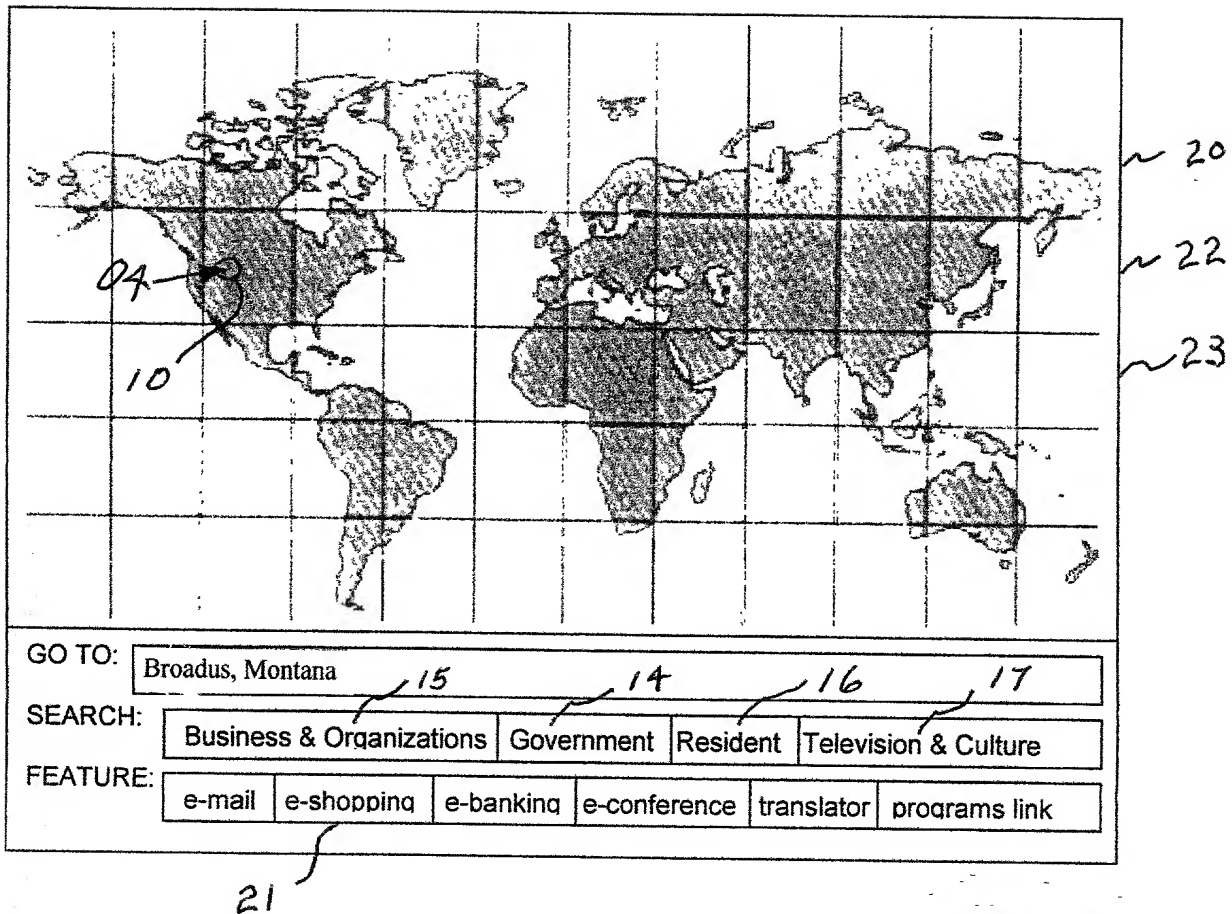 20
22
04
10
23
GO TO: Broadus, Montana
15 14 16 17
SEARCH: Business & Organizations Government Resident Television & Culture
FEATURE: e-mail e-shopping e-banking e-conference translator programs link
21